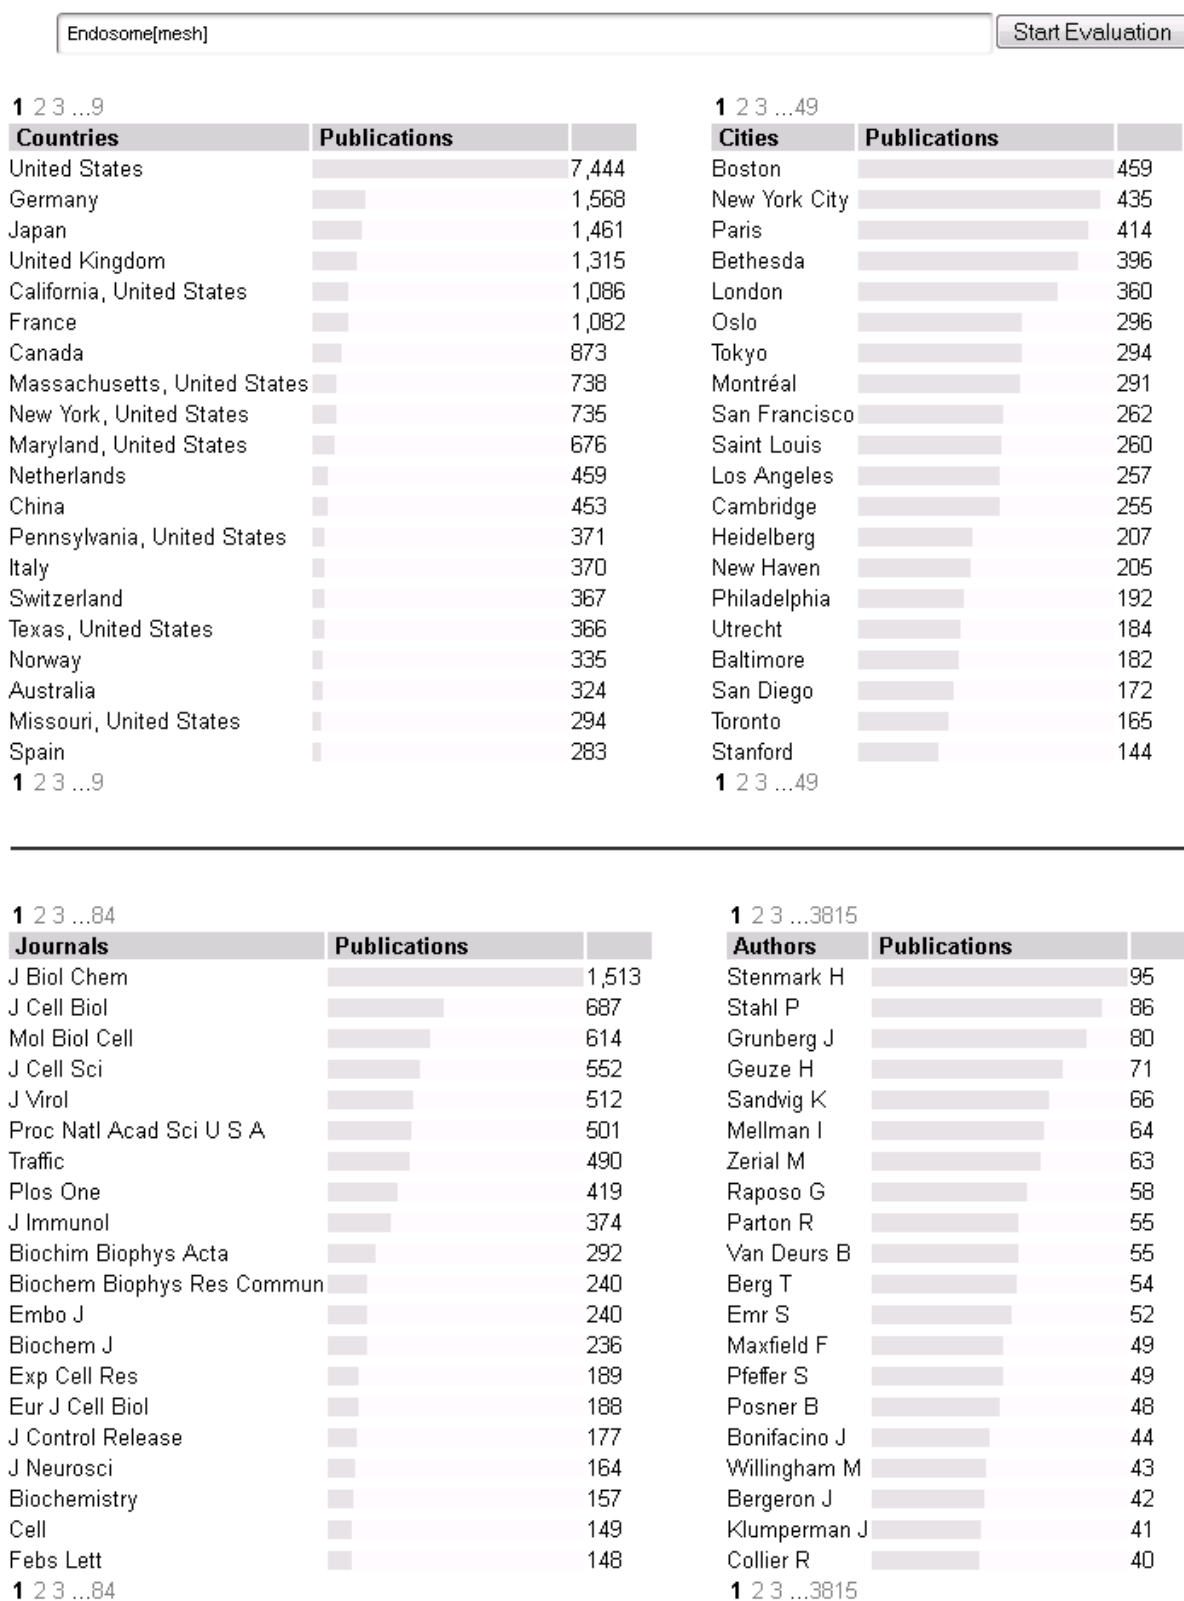 Endosome[mesh] Start Evaluation
1 2 3 ...9
Countries Publications
United States 7,444
Germany 1,568
Japan 1,461
United Kingdom 1,315
California, United States 1,086
France 1,082
Canada 873
Massachusetts, United States 738
New York, United States 735
Maryland, United States 676
Netherlands 459
China 453
Pennsylvania, United States 371
Italy 370
Switzerland 367
Texas, United States 366
Norway 335
Australia 324
Missouri, United States 294
Spain 283
1 2 3 ...9
1 2 3 ...49
Cities Publications
Boston 459
New York City 435
Paris 414
Bethesda 396
London 360
Oslo 296
Tokyo 294
Montréal 291
San Francisco 262
Saint Louis 260
Los Angeles 257
Cambridge 255
Heidelberg 207
New Haven 205
Philadelphia 192
Utrecht 184
Baltimore 182
San Diego 172
Toronto 165
Stanford 144
1 2 3 ...49
1 2 3 ...84
Journals Publications
J Biol Chem 1,513
J Cell Biol 687
Mol Biol Cell 614
J Cell Sci 552
J Virol 512
Proc Natl Acad Sci U S A 501
Traffic 490
Plos One 419
J Immunol 374
Biochim Biophys Acta 292
Biochem Biophys Res Commun 240
Embo J 240
Biochem J 236
Exp Cell Res 189
Eur J Cell Biol 188
J Control Release 177
J Neurosci 164
Biochemistry 157
Cell 149
Febs Lett 148
1 2 3 ...84
1 2 3 ...3815
Authors Publications
Stenmark H 95
Stahl P 86
Grunberg J 80
Geuze H 71
Sandvig K 66
Mellman I 64
Zerial M 63
Raposo G 58
Parton R 55
Van Deurs B 55
Berg T 54
Emr S 52
Maxfield F 49
Pfeffer S 49
Posner B 48
Bonifacino J 44
Willingham M 43
Bergeron J 42
Klumperman J 41
Collier R 40
1 2 3 ...3815